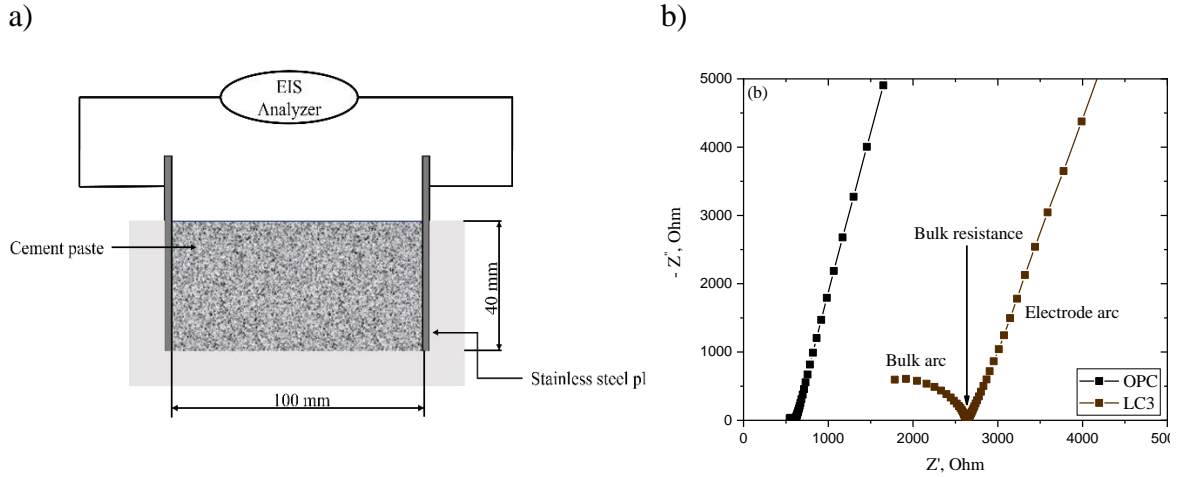 a)
EIS
Analyzer
Cement paste
40 mm
Stainless steel pl
100 mm
b)
(b)
5000
4000
3000
2000
1000
0
- Z'', Ohm
Bulk resistance
Electrode arc
Bulk arc
OPC
LC3
0 1000 2000 3000 4000 500
Z', Ohm